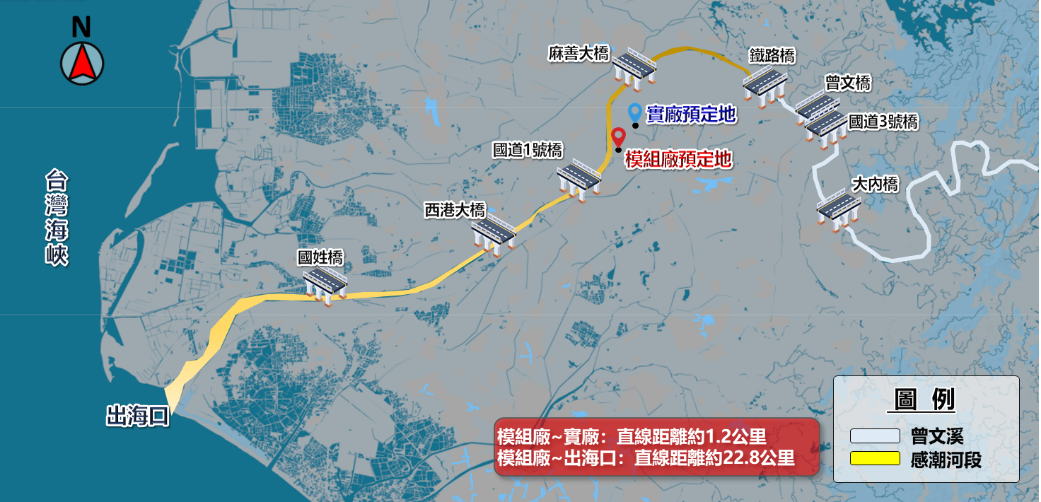 N
麻善大橋
鐵路橋
曾文橋
實廠預定地
國道3號橋
國道1號橋
模組廠預定地
台灣海峽
大內橋
西港大橋
國姓橋
出海口
圖 例
曾文溪
感潮河段
模組廠~實廠：直線距離約1.2公里
模組廠~出海口：直線距離約22.8公里